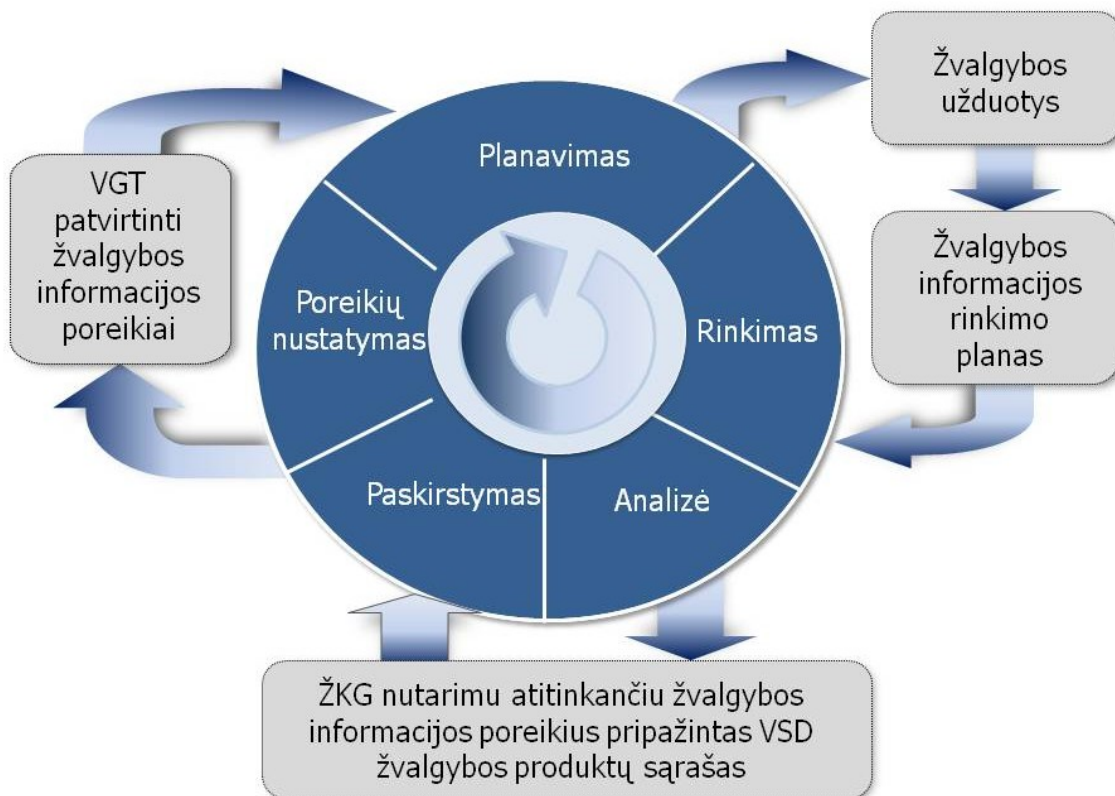 Planavimas
Žvalgybos
užduotys
VGT
patvirtinti
žvalgybos
informacijos
poreikiai
Žvalgybos
informacijos
rinkimo
planas
Poreikių
nustatymas
Rinkimas
Paskirstymas
Analizė
ŽKG nutarimu atitinkančiu žvalgybos
informacijos poreikius pripažintas VSD
žvalgybos produktų sąrašas